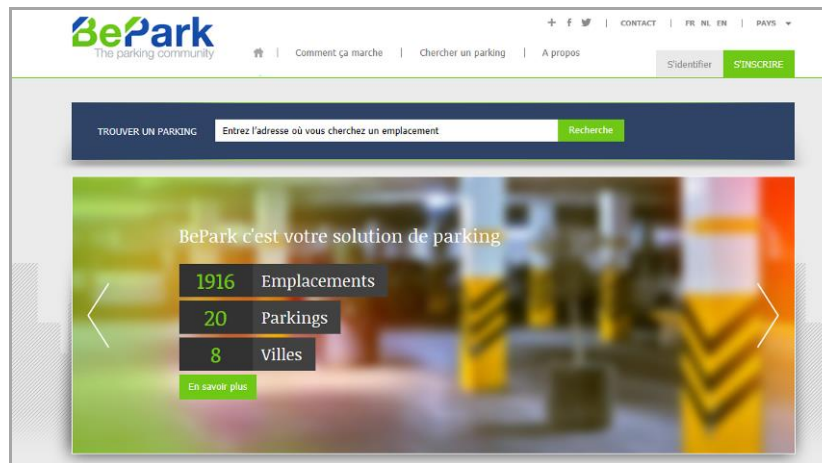 BePark
The parking community
CONTACT | FR NL EN | PAYS
Comment ça marche | Chercher un parking | A propos
S'identifier S'INSCRIRE
TROUVER UN PARKING Entrez l'adresse où vous cherchez un emplacement Recherche
BePark c'est votre solution de parking
1916 Emplacements
20 Parkings
8 Villes
En savoir plus